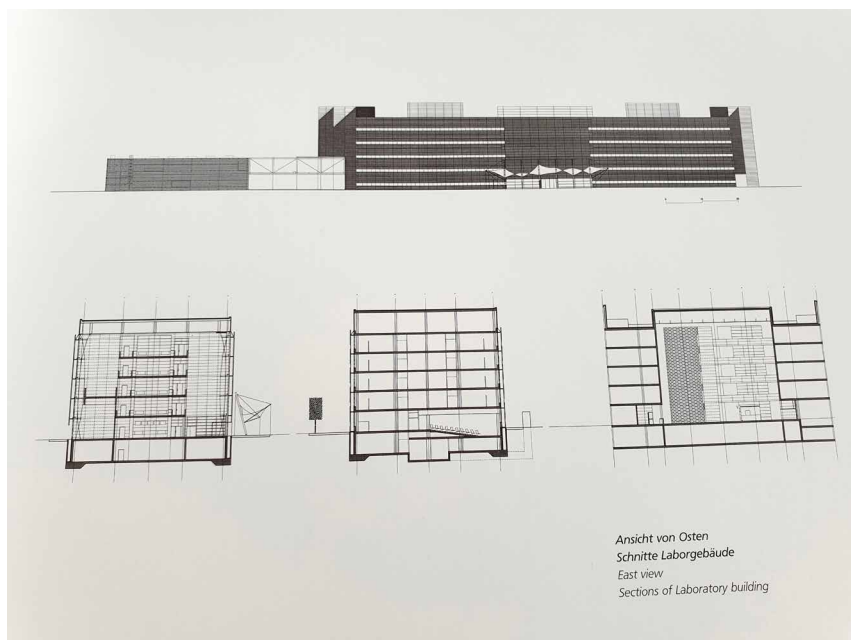 Ansicht von Osten
Schnitte Laborgebäude
East view
Sections of Laboratory building